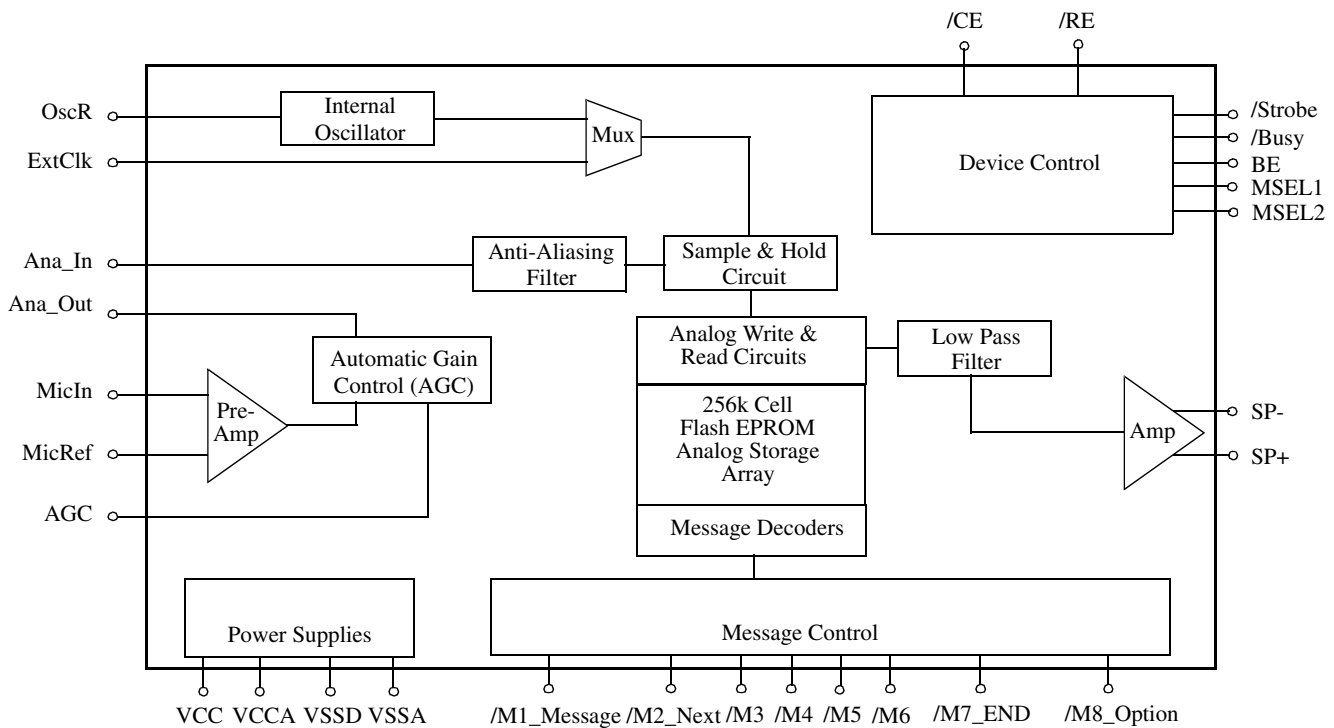 /CE
/RE
OscR
Internal
Oscillator
Mux
ExtClk
Device Control
/Strobe
/Busy
BE
MSEL1
MSEL2
Ana_In
Anti-Aliasing
Filter
Sample & Hold
Circuit
Ana_Out
Automatic Gain
Control (AGC)
Analog Write &
Read Circuits
Low Pass
Filter
MicIn
Pre-
Amp
MicRef
256k Cell
Flash EPROM
Analog Storage
Array
Amp
SP-
SP+
AGC
Message Decoders
Power Supplies
Message Control
VCC
VCCA
VSSD
VSSA
/M1_Message
/M2_Next
/M3
/M4
/M5
/M6
/M7_END
/M8_Option